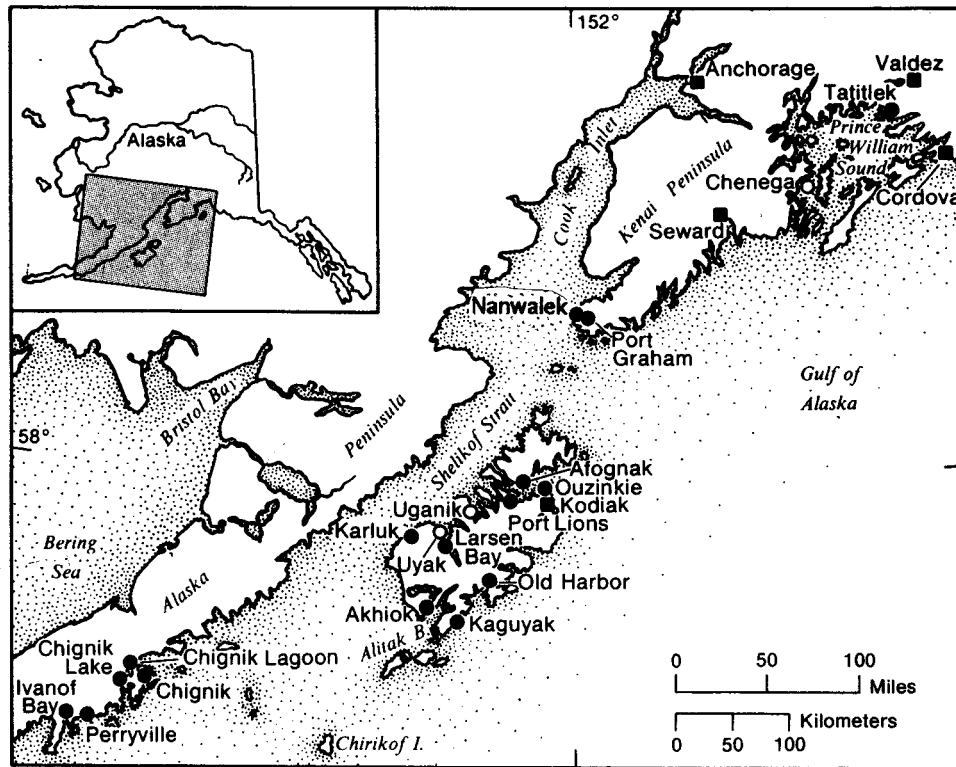 152°
Alaska
Anchorage
Valdez
Tatitlek
Prince
William
Sound
Chenega
Cordova
Cook Inlet
Kenai Peninsula
Seward
Nanwalek
Port
Graham
Gulf of
Alaska
Bristol Bay
58°
Peninsula
Shelikof Strait
Afognak
Ouzinkie
Kodiak
Port Lions
Uganik
Karluk
Larsen
Bay
Uyak
Old Harbor
Bering
Sea
Alaska
Akhiok
Alitak B.
Kaguyak
Chignik
Lake
Chignik Lagoon
Chignik
Ivanof
Bay
Perryville
Chirikof I.
0 50 100
Miles
Kilometers
0 50 100